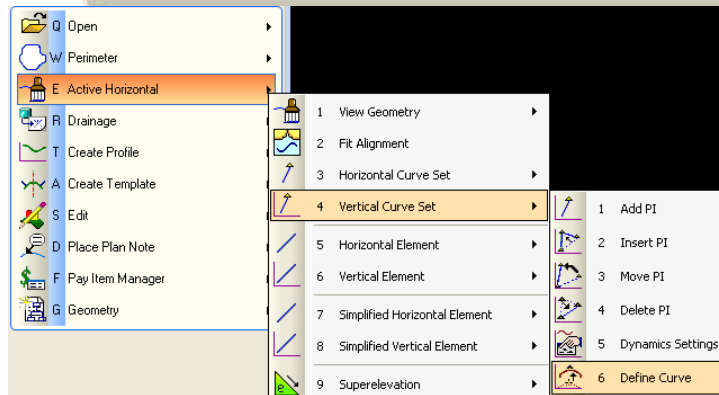 Q Open
W Perimeter
E Active Horizontal
R Drainage
T Create Profile
A Create Template
S Edit
D Place Plan Note
F Pay Item Manager
G Geometry
1 View Geometry
2 Fit Alignment
3 Horizontal Curve Set
4 Vertical Curve Set
5 Horizontal Element
6 Vertical Element
7 Simplified Horizontal Element
8 Simplified Vertical Element
e 9 Superelevation
1 Add PI
2 Insert PI
3 Move PI
4 Delete PI
5 Dynamics Settings
6 Define Curve